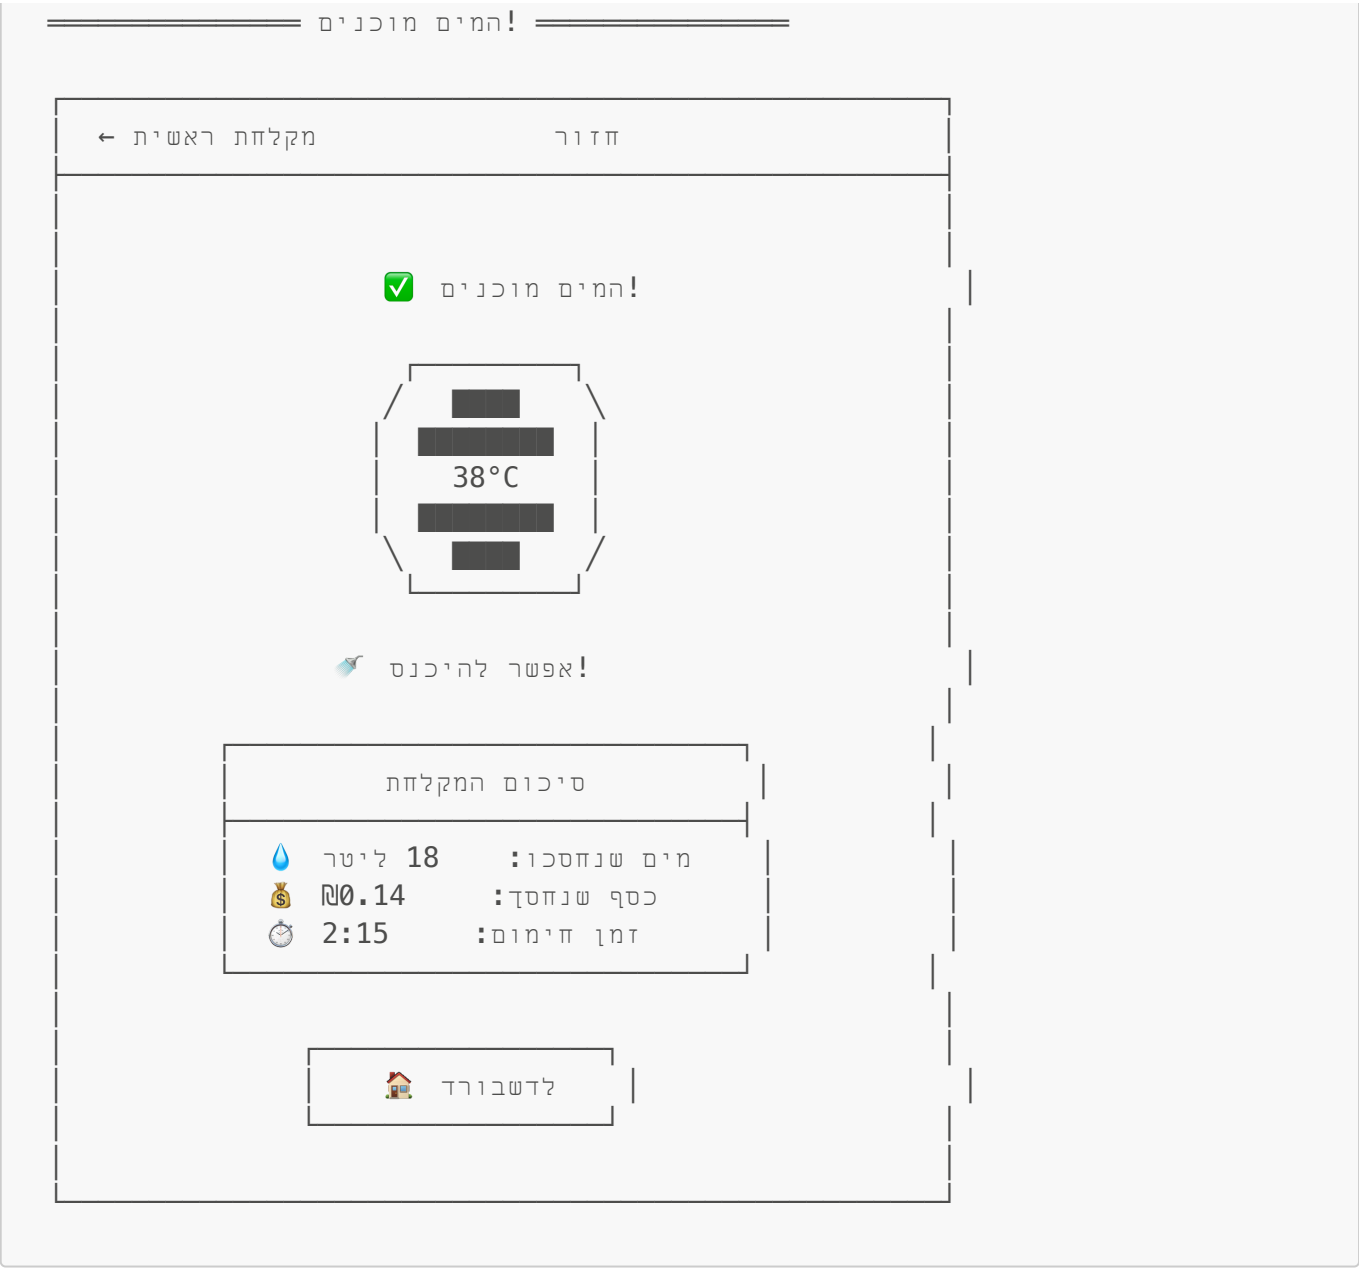 המים מוכנים!
← מקלחת ראשית חזור
✅ המים מוכנים!
38°C
🚿 אפשר להיכנס!
סיכום המקלחת
💧 מים שנחסכו: 18 ליטר
💰 כסף שנחסך: ₪0.14
⏱ זמן חימום: 2:15
🏠 לדשבורד